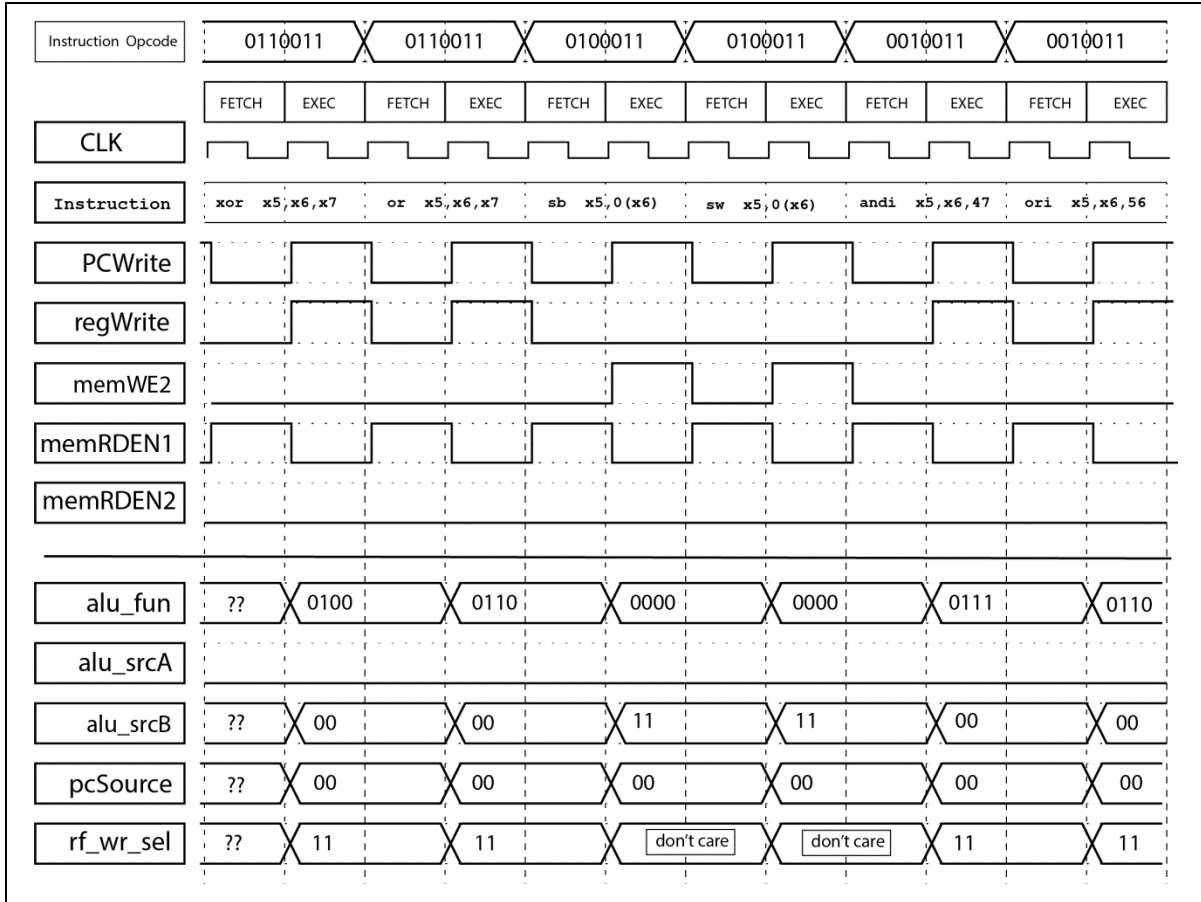 Instruction Opcode 0110011 0110011 0100011 0100011 0010011 0010011
FETCH EXEC FETCH EXEC FETCH EXEC FETCH EXEC FETCH EXEC FETCH EXEC
CLK
Instruction xor x5,x6,x7 or x5,x6,x7 sb x5,0(x6) sw x5,0(x6) andi x5,x6,47 ori x5,x6,56
PCWrite
regWrite
memWE2
memRDEN1
memRDEN2
alu_fun ?? 0100 0110 0000 0000 0111 0110
alu_srcA
alu_srcB ?? 00 00 11 11 00 00
pcSource ?? 00 00 00 00 00 00
rf_wr_sel ?? 11 11 don't care don't care 11 11